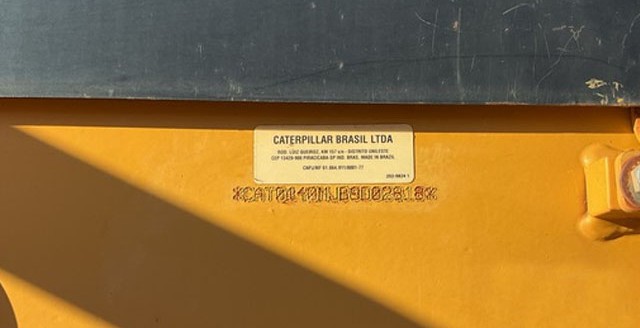 CATERPILLAR BRASIL LTDA
ROD. LUIZ QUEIROZ, KM 157 s/n - DISTRITO UNILESTE
CEP 13420-900 PIRACICABA-SP IND. BRAS. MADE IN BRAZIL
CNPJ/MF 61.064.911/0001-77
*CAT0140MJB9D02818*